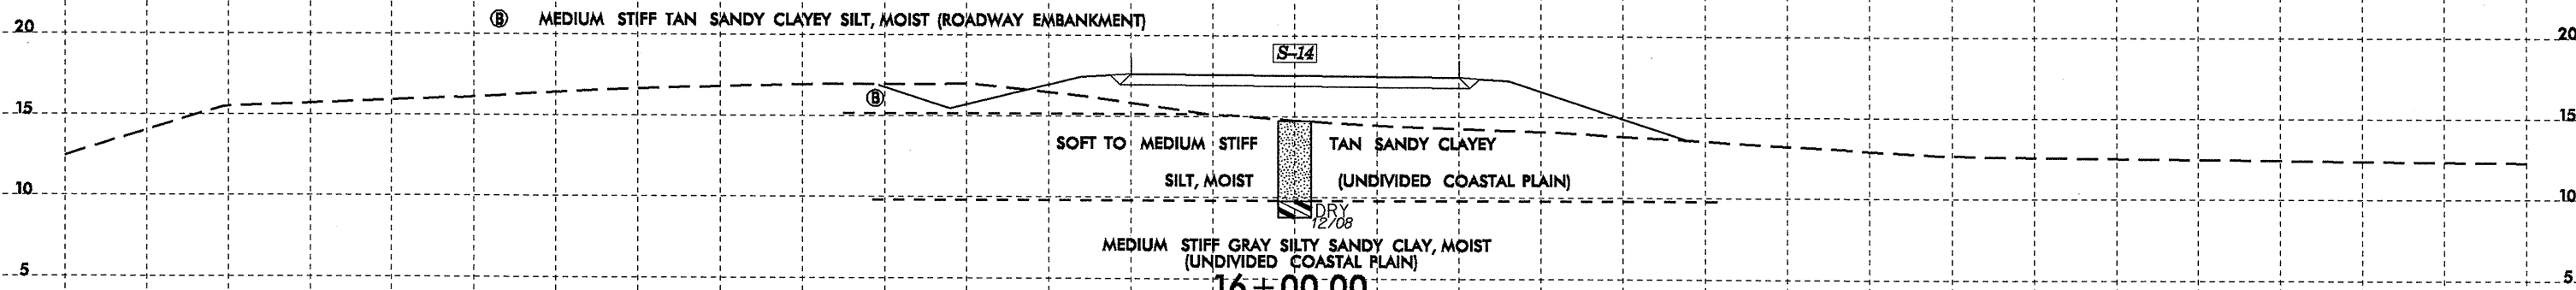 Ⓑ MEDIUM STIFF TAN SANDY CLAYEY SILT, MOIST (ROADWAY EMBANKMENT)
20 20
S-14
Ⓑ
15 15
SOFT TO MEDIUM STIFF TAN SANDY CLAYEY
SILT, MOIST (UNDIVIDED COASTAL PLAIN)
10 10
DRY
12/08
MEDIUM STIFF GRAY SILTY SANDY CLAY, MOIST
(UNDIVIDED COASTAL PLAIN)
5 5
16+00.00